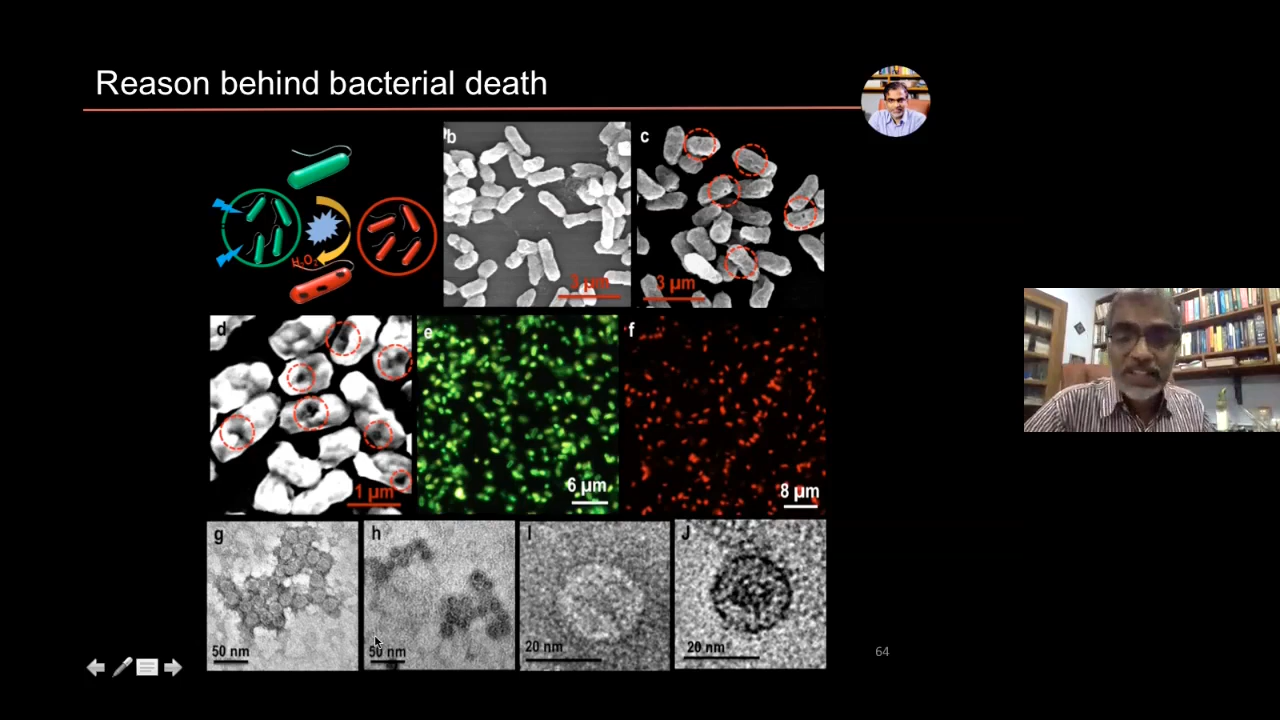 Reason behind bacterial death
b
c
H₂O₂
3 µm
3 µm
d
e
f
1 µm
6 µm
8 µm
g
h
I
J
50 nm
50 nm
20 nm
20 nm
64